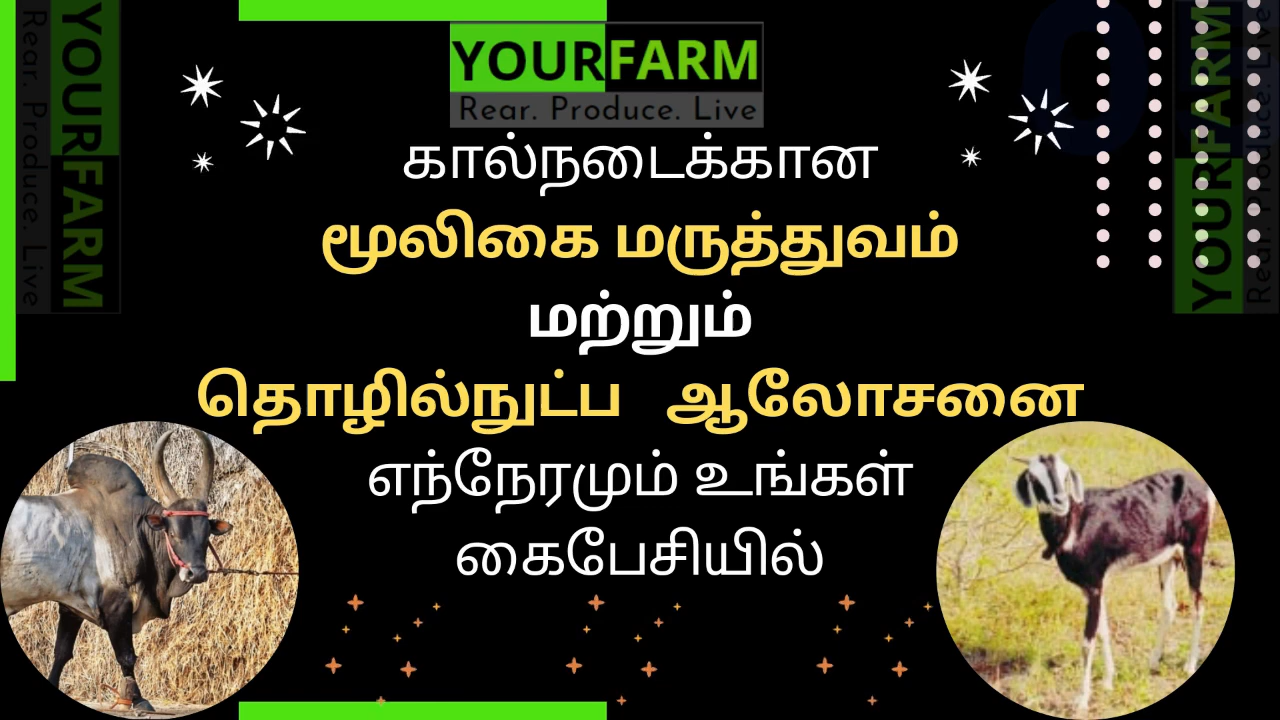 YOURFARM
Rear. Produce. Live
கால்நடைக்கான
மூலிகை மருத்துவம்
மற்றும்
தொழில்நுட்ப ஆலோசனை
எந்நேரமும் உங்கள்
கைபேசியில்
YOURFARM
Rear. Produce. Live
YOURFARM
Rear. Produce. Live